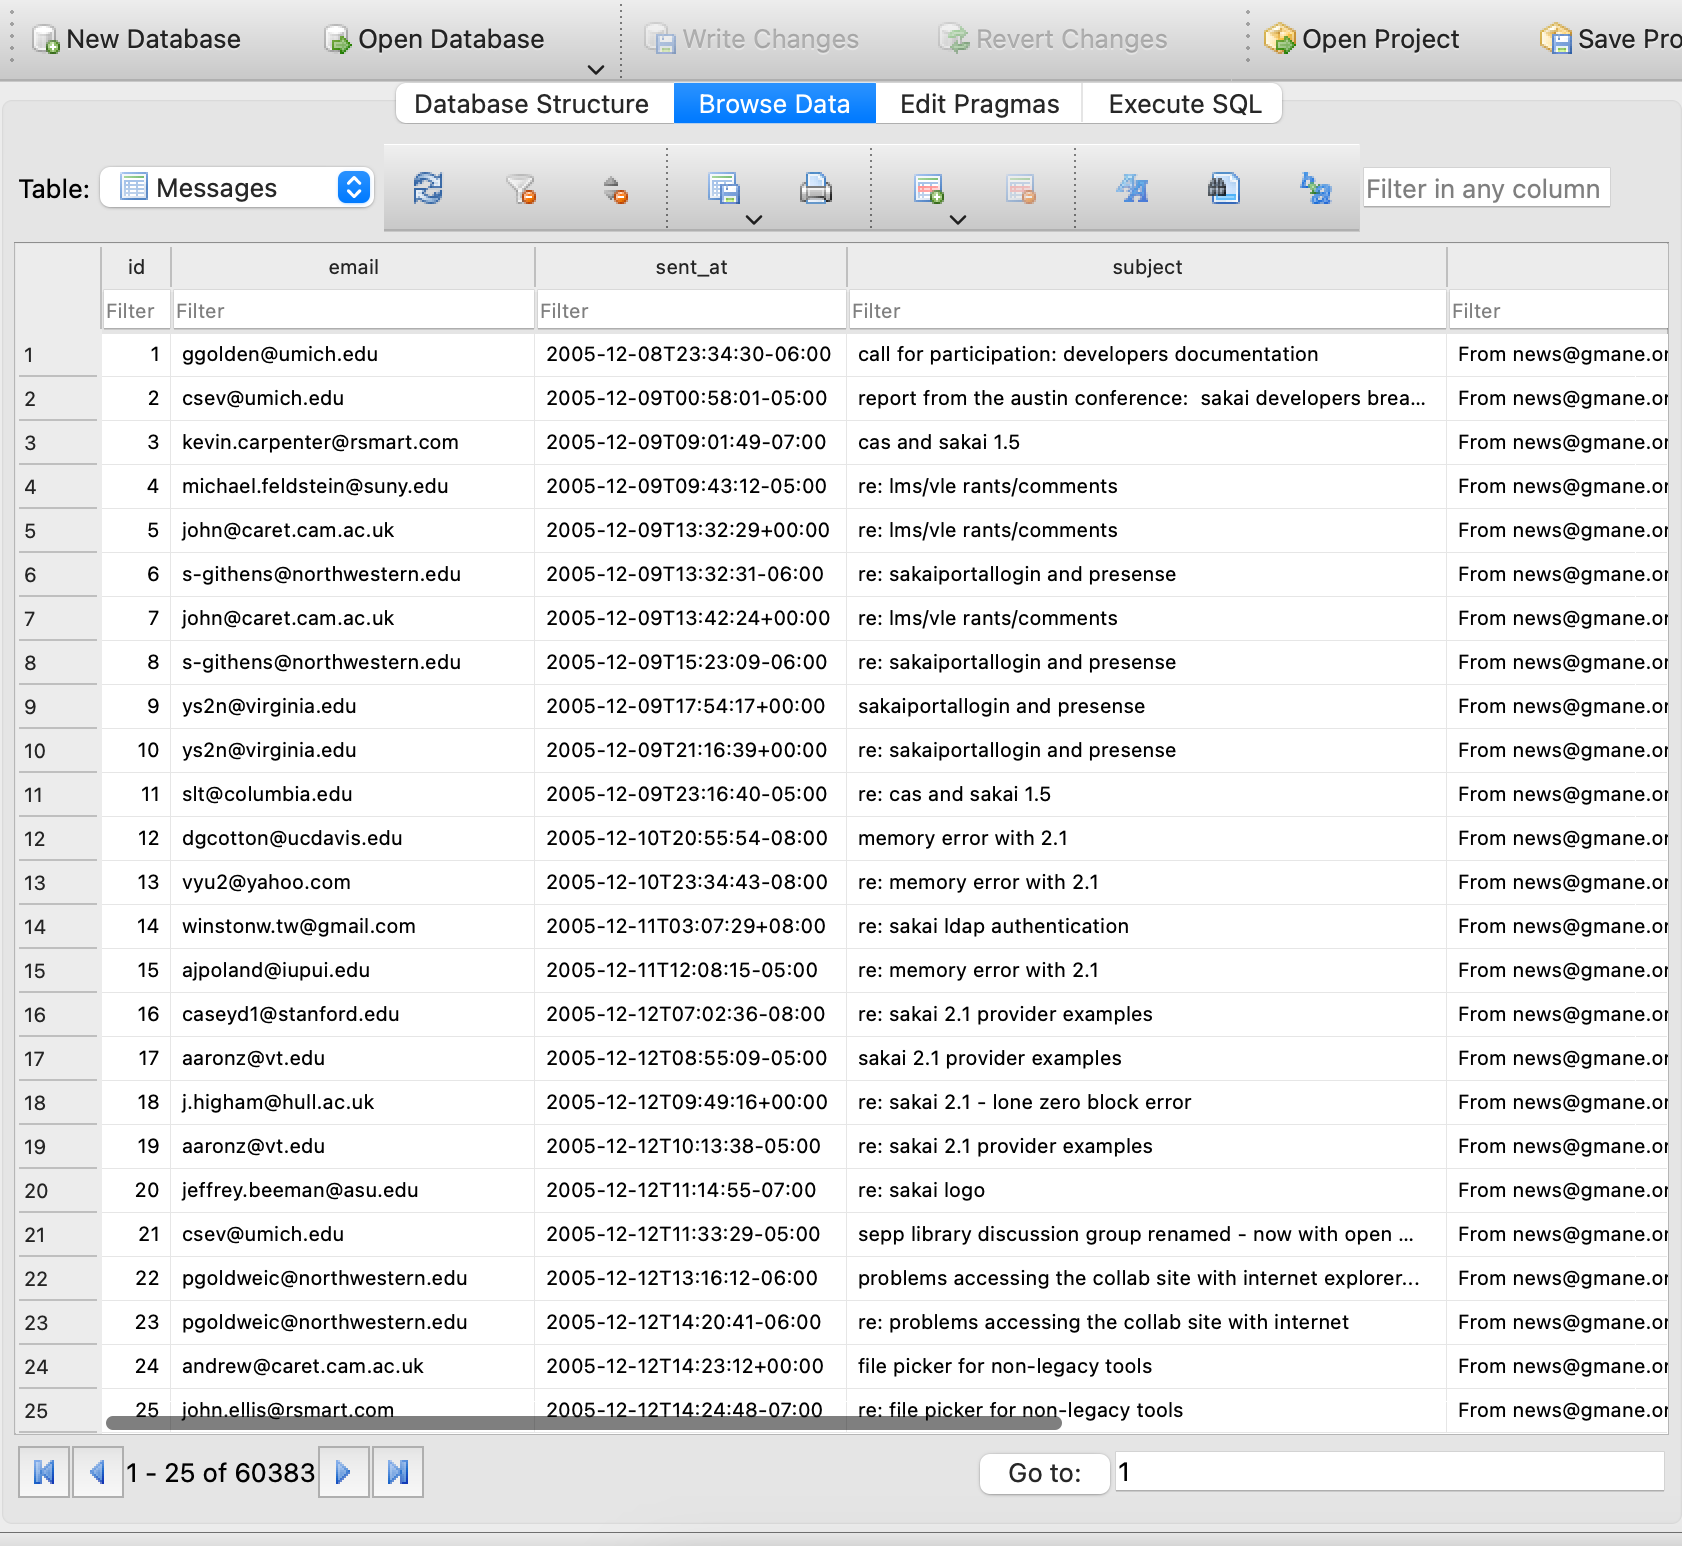 New Database Open Database Write Changes Revert Changes Open Project Save Pro
Database Structure Browse Data Edit Pragmas Execute SQL
Table: Messages Filter in any column
id email sent_at subject
Filter Filter Filter Filter Filter
1 1 ggolden@umich.edu 2005-12-08T23:34:30-06:00 call for participation: developers documentation From news@gmane.or
2 2 csev@umich.edu 2005-12-09T00:58:01-05:00 report from the austin conference:  sakai developers brea... From news@gmane.or
3 3 kevin.carpenter@rsmart.com 2005-12-09T09:01:49-07:00 cas and sakai 1.5 From news@gmane.or
4 4 michael.feldstein@suny.edu 2005-12-09T09:43:12-05:00 re: lms/vle rants/comments From news@gmane.or
5 5 john@caret.cam.ac.uk 2005-12-09T13:32:29+00:00 re: lms/vle rants/comments From news@gmane.or
6 6 s-githens@northwestern.edu 2005-12-09T13:32:31-06:00 re: sakaiportallogin and presense From news@gmane.or
7 7 john@caret.cam.ac.uk 2005-12-09T13:42:24+00:00 re: lms/vle rants/comments From news@gmane.or
8 8 s-githens@northwestern.edu 2005-12-09T15:23:09-06:00 re: sakaiportallogin and presense From news@gmane.or
9 9 ys2n@virginia.edu 2005-12-09T17:54:17+00:00 sakaiportallogin and presense From news@gmane.or
10 10 ys2n@virginia.edu 2005-12-09T21:16:39+00:00 re: sakaiportallogin and presense From news@gmane.or
11 11 slt@columbia.edu 2005-12-09T23:16:40-05:00 re: cas and sakai 1.5 From news@gmane.or
12 12 dgcotton@ucdavis.edu 2005-12-10T20:55:54-08:00 memory error with 2.1 From news@gmane.or
13 13 vyu2@yahoo.com 2005-12-10T23:34:43-08:00 re: memory error with 2.1 From news@gmane.or
14 14 winstonw.tw@gmail.com 2005-12-11T03:07:29+08:00 re: sakai ldap authentication From news@gmane.or
15 15 ajpoland@iupui.edu 2005-12-11T12:08:15-05:00 re: memory error with 2.1 From news@gmane.or
16 16 caseyd1@stanford.edu 2005-12-12T07:02:36-08:00 re: sakai 2.1 provider examples From news@gmane.or
17 17 aaronz@vt.edu 2005-12-12T08:55:09-05:00 sakai 2.1 provider examples From news@gmane.or
18 18 j.higham@hull.ac.uk 2005-12-12T09:49:16+00:00 re: sakai 2.1 - lone zero block error From news@gmane.or
19 19 aaronz@vt.edu 2005-12-12T10:13:38-05:00 re: sakai 2.1 provider examples From news@gmane.or
20 20 jeffrey.beeman@asu.edu 2005-12-12T11:14:55-07:00 re: sakai logo From news@gmane.or
21 21 csev@umich.edu 2005-12-12T11:33:29-05:00 sepp library discussion group renamed - now with open ... From news@gmane.or
22 22 pgoldweic@northwestern.edu 2005-12-12T13:16:12-06:00 problems accessing the collab site with internet explorer... From news@gmane.or
23 23 pgoldweic@northwestern.edu 2005-12-12T14:20:41-06:00 re: problems accessing the collab site with internet From news@gmane.or
24 24 andrew@caret.cam.ac.uk 2005-12-12T14:23:12+00:00 file picker for non-legacy tools From news@gmane.or
25 25 john.ellis@rsmart.com 2005-12-12T14:24:48-07:00 re: file picker for non-legacy tools From news@gmane.or
1 - 25 of 60383 Go to: 1